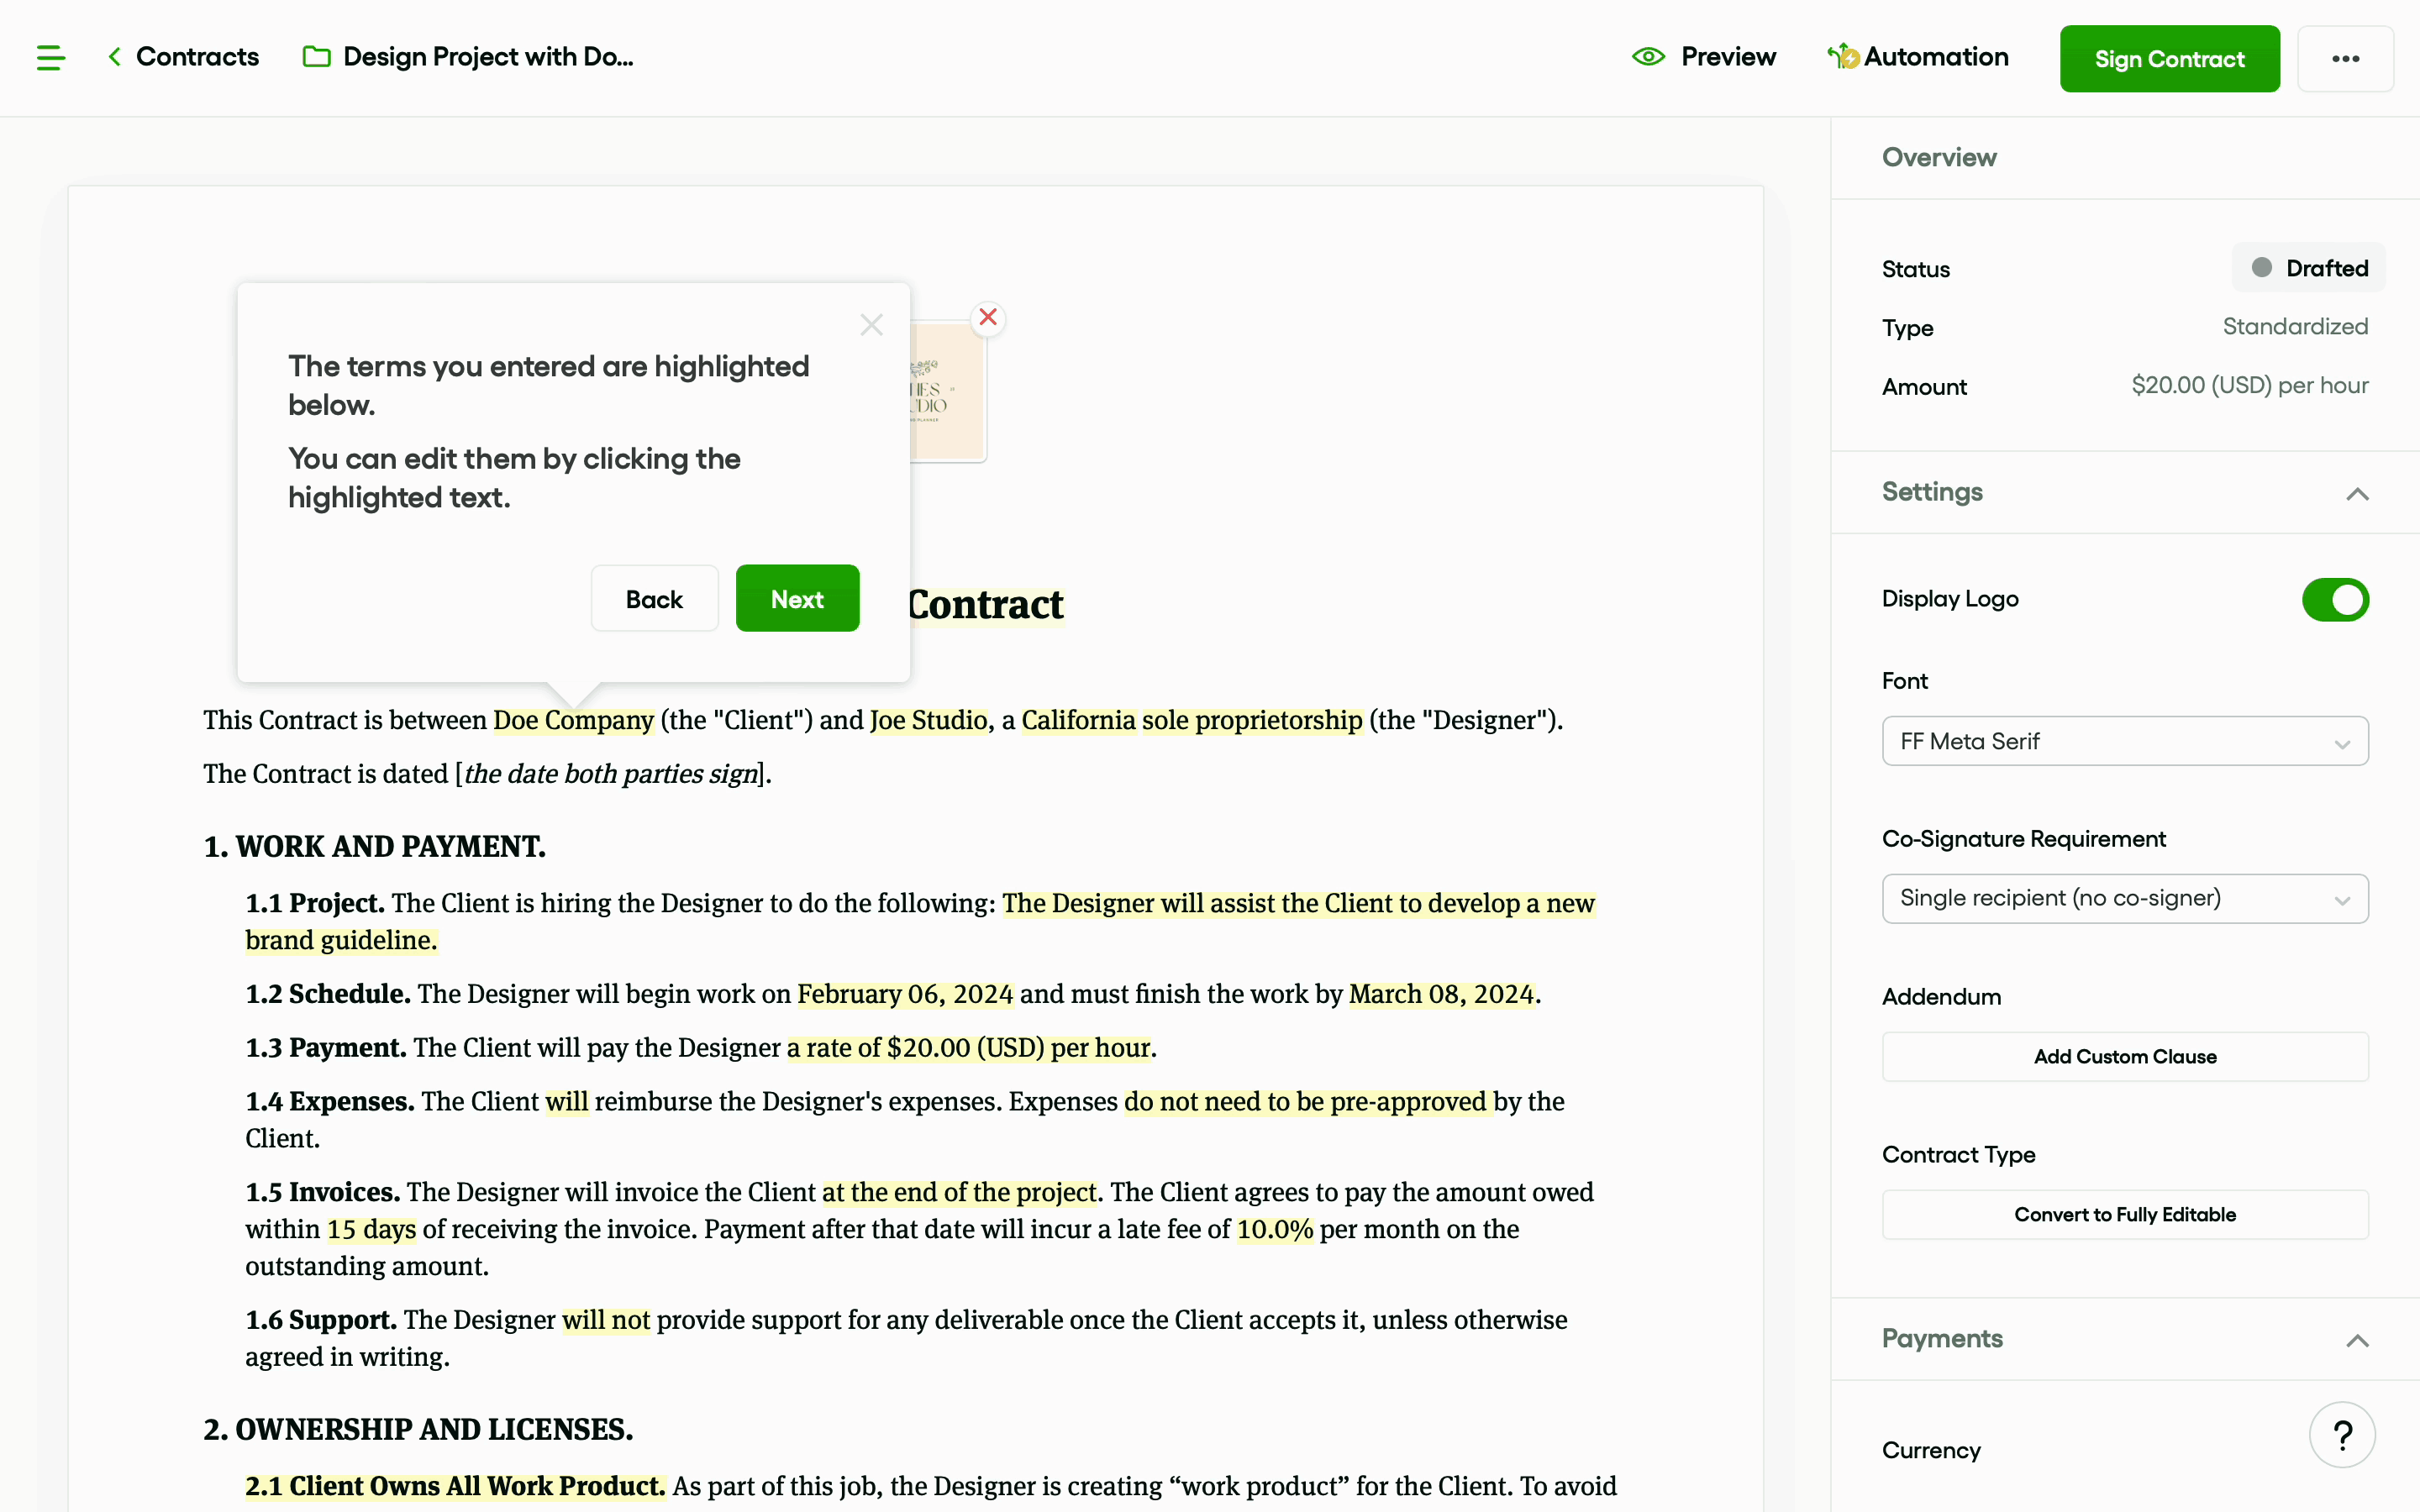 Contracts
Design Project with Do...
Preview
Automation
Sign Contract
The terms you entered are highlighted
below.
You can edit them by clicking the
highlighted text.
Back
Next
Contract
This Contract is between Doe Company (the "Client") and Joe Studio, a California sole proprietorship (the "Designer").
The Contract is dated [the date both parties sign].
1. WORK AND PAYMENT.
1.1 Project. The Client is hiring the Designer to do the following: The Designer will assist the Client to develop a new
brand guideline.
1.2 Schedule. The Designer will begin work on February 06, 2024 and must finish the work by March 08, 2024.
1.3 Payment. The Client will pay the Designer a rate of $20.00 (USD) per hour.
1.4 Expenses. The Client will reimburse the Designer's expenses. Expenses do not need to be pre-approved by the
Client.
1.5 Invoices. The Designer will invoice the Client at the end of the project. The Client agrees to pay the amount owed
within 15 days of receiving the invoice. Payment after that date will incur a late fee of 10.0% per month on the
outstanding amount.
1.6 Support. The Designer will not provide support for any deliverable once the Client accepts it, unless otherwise
agreed in writing.
2. OWNERSHIP AND LICENSES.
2.1 Client Owns All Work Product. As part of this job, the Designer is creating “work product” for the Client. To avoid
Overview
Status
Drafted
Type
Standardized
Amount
$20.00 (USD) per hour
Settings
Display Logo
Font
FF Meta Serif
Co-Signature Requirement
Single recipient (no co-signer)
Addendum
Add Custom Clause
Contract Type
Convert to Fully Editable
Payments
Currency
?